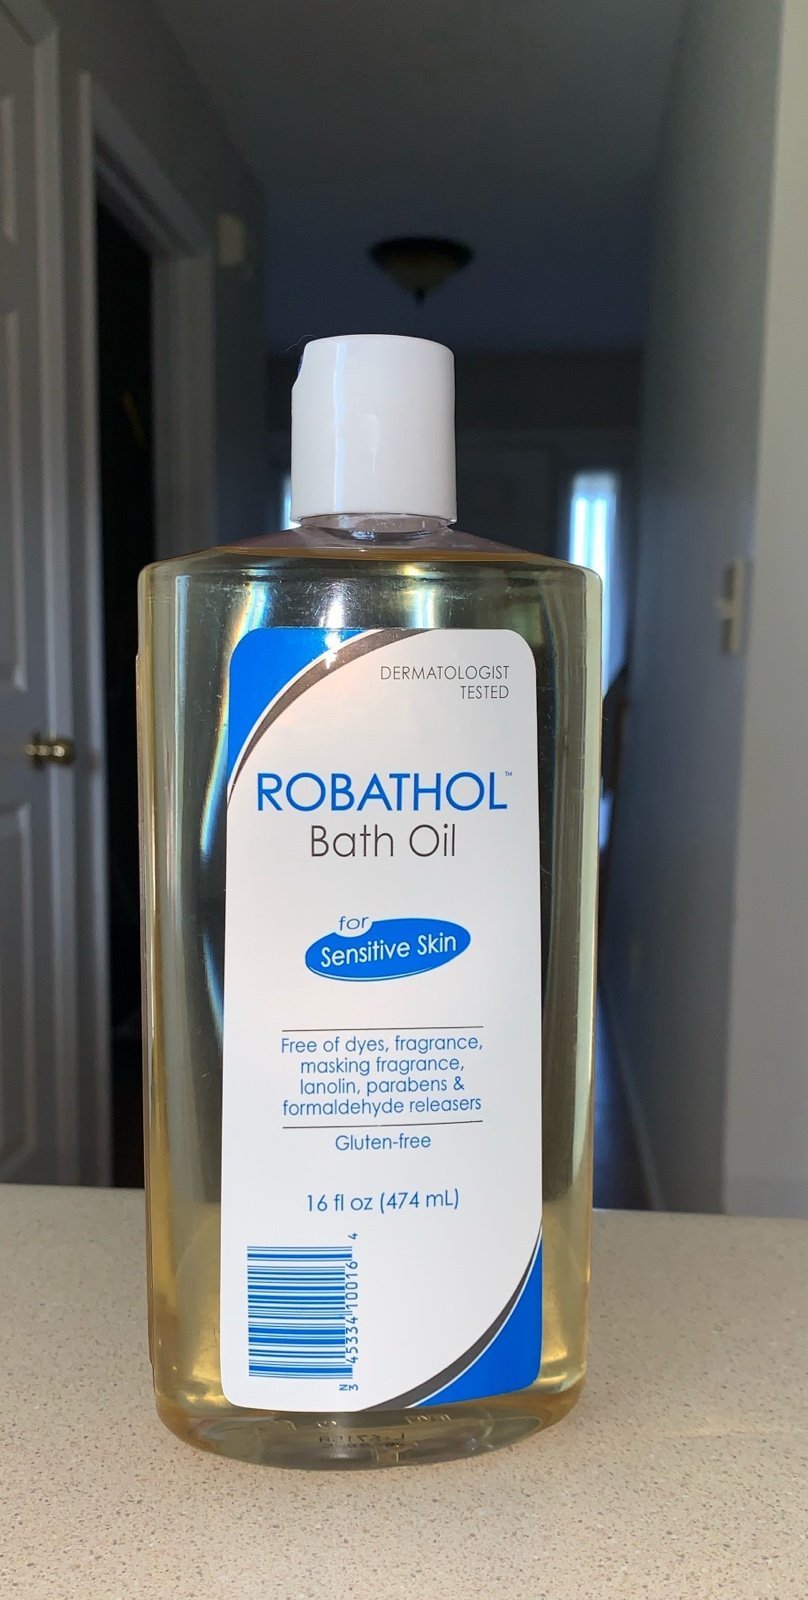 DERMATOLOGIST
TESTED
ROBATHOL™
Bath Oil
for
Sensitive Skin
Free of dyes, fragrance,
masking fragrance,
lanolin, parabens &
formaldehyde releasers
Gluten-free
16 fl oz (474 mL)
N
3 45334 10016 4